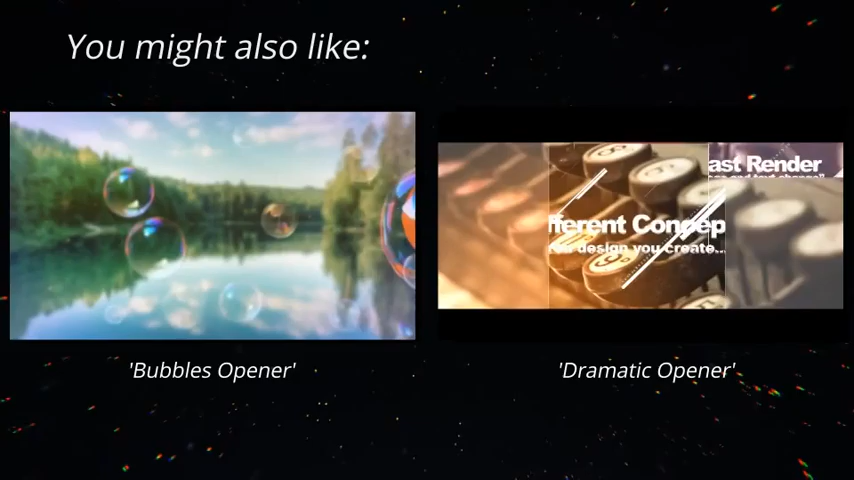 You might also like:
ast Render
fferent Concep
design you create...
'Bubbles Opener'
'Dramatic Opener'